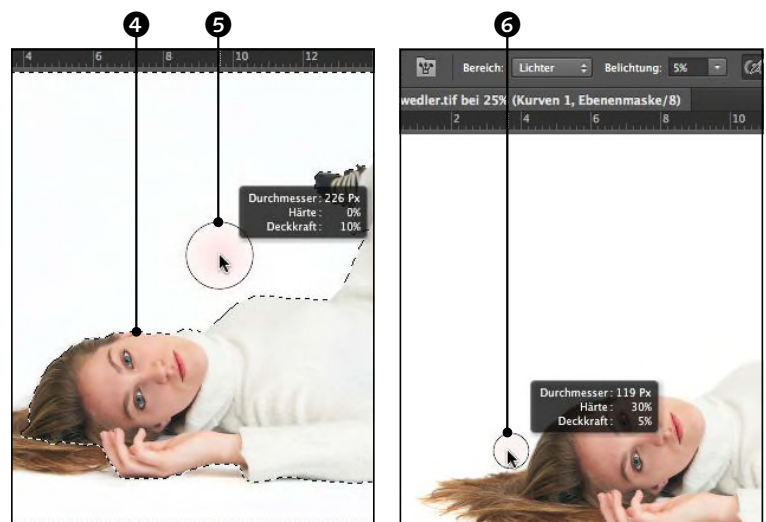 4 5 6
4 6 8 10 12
Durchmesser: 226 Px
Härte: 0%
Deckkraft: 10%
Bereich: Lichter Belichtung: 5%
wedler.tif bei 25% (Kurven 1, Ebenenmaske/8)
2 4 6 8 10
Durchmesser: 119 Px
Härte: 30%
Deckkraft: 5%